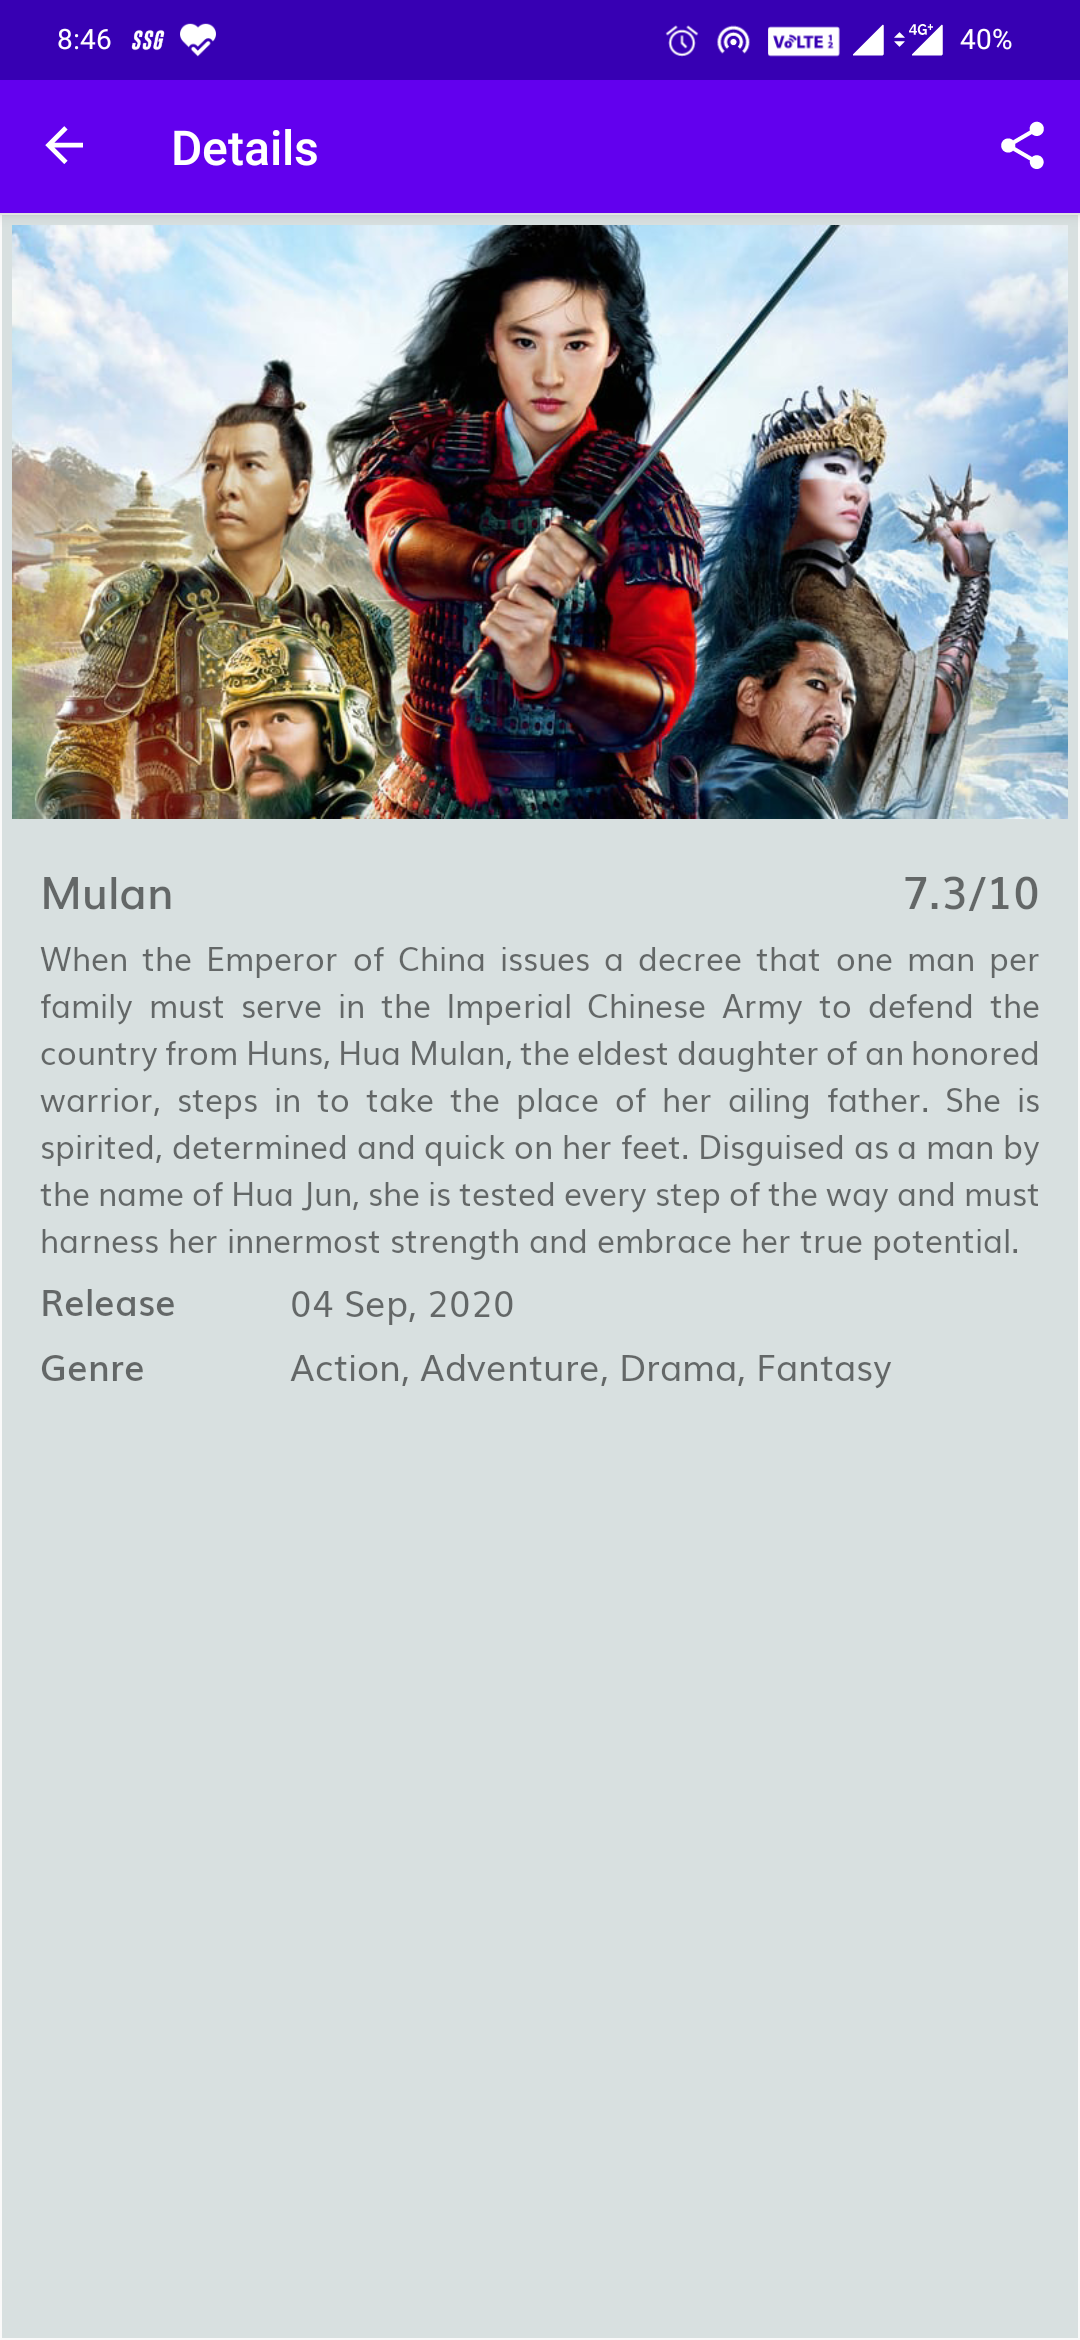 8:46 SSG VoLTE 1 2 4G+ 40%
Details
Mulan 7.3/10
When the Emperor of China issues a decree that one man per
family must serve in the Imperial Chinese Army to defend the
country from Huns, Hua Mulan, the eldest daughter of an honored
warrior, steps in to take the place of her ailing father. She is
spirited, determined and quick on her feet. Disguised as a man by
the name of Hua Jun, she is tested every step of the way and must
harness her innermost strength and embrace her true potential.
Release 04 Sep, 2020
Genre Action, Adventure, Drama, Fantasy